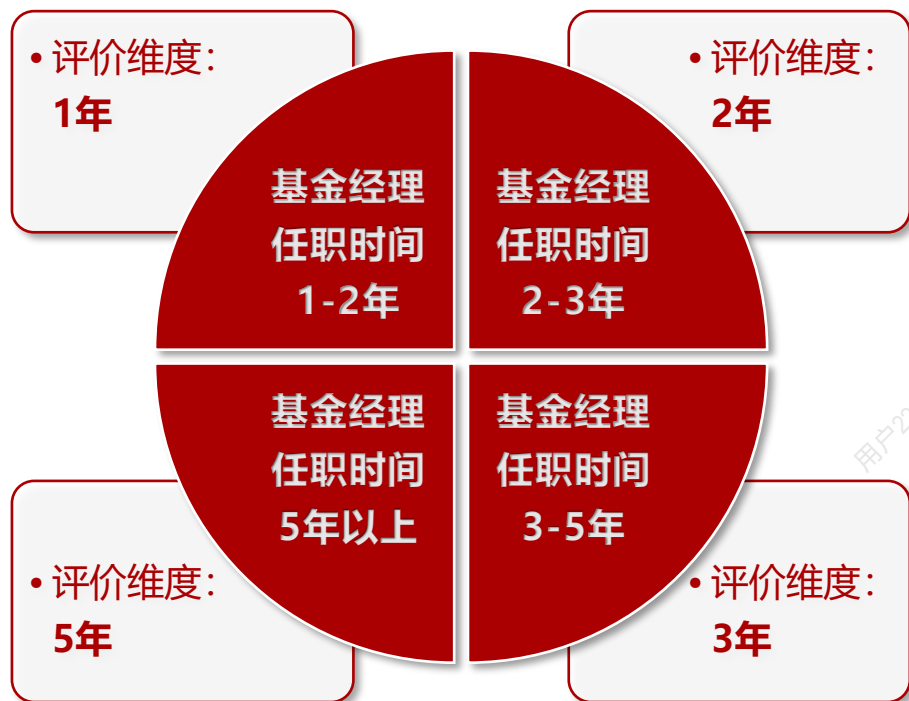 • 评价维度：
1年
• 评价维度：
2年
基金经理
任职时间
1-2年
基金经理
任职时间
2-3年
基金经理
任职时间
5年以上
基金经理
任职时间
3-5年
• 评价维度：
5年
• 评价维度：
3年